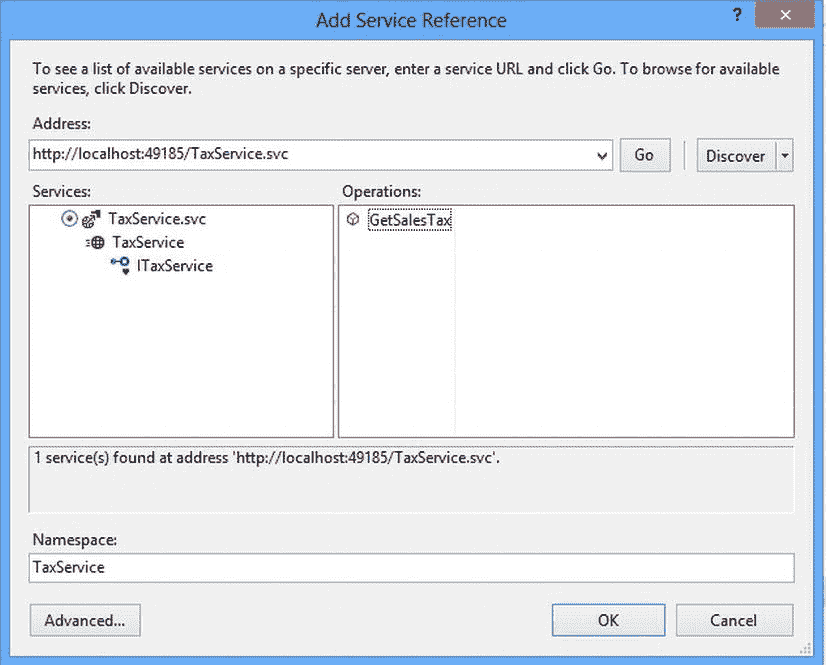 Add Service Reference
?
To see a list of available services on a specific server, enter a service URL and click Go. To browse for available
services, click Discover.
Address:
http://localhost:49185/TaxService.svc
Go
Discover
Services:
Operations:
TaxService.svc
GetSalesTax
TaxService
ITaxService
1 service(s) found at address 'http://localhost:49185/TaxService.svc'.
Namespace:
TaxService
Advanced...
OK
Cancel